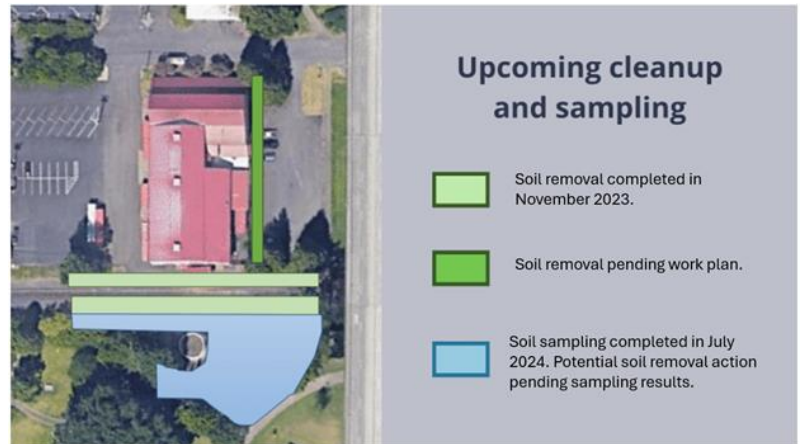 Upcoming cleanup
and sampling
Soil removal completed in
November 2023.
Soil removal pending work plan.
Soil sampling completed in July
2024. Potential soil removal action
pending sampling results.